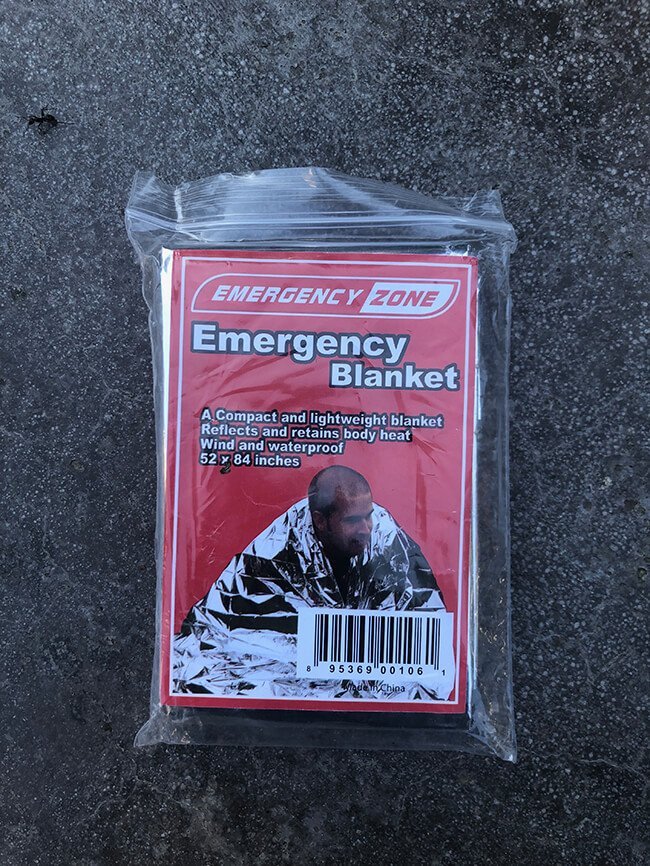 EMERGENCY ZONE
Emergency
Blanket
A Compact and lightweight blanket
Reflects and retains body heat
Wind and waterproof
52 x 84 inches
8 95369 00106 1
Made in China